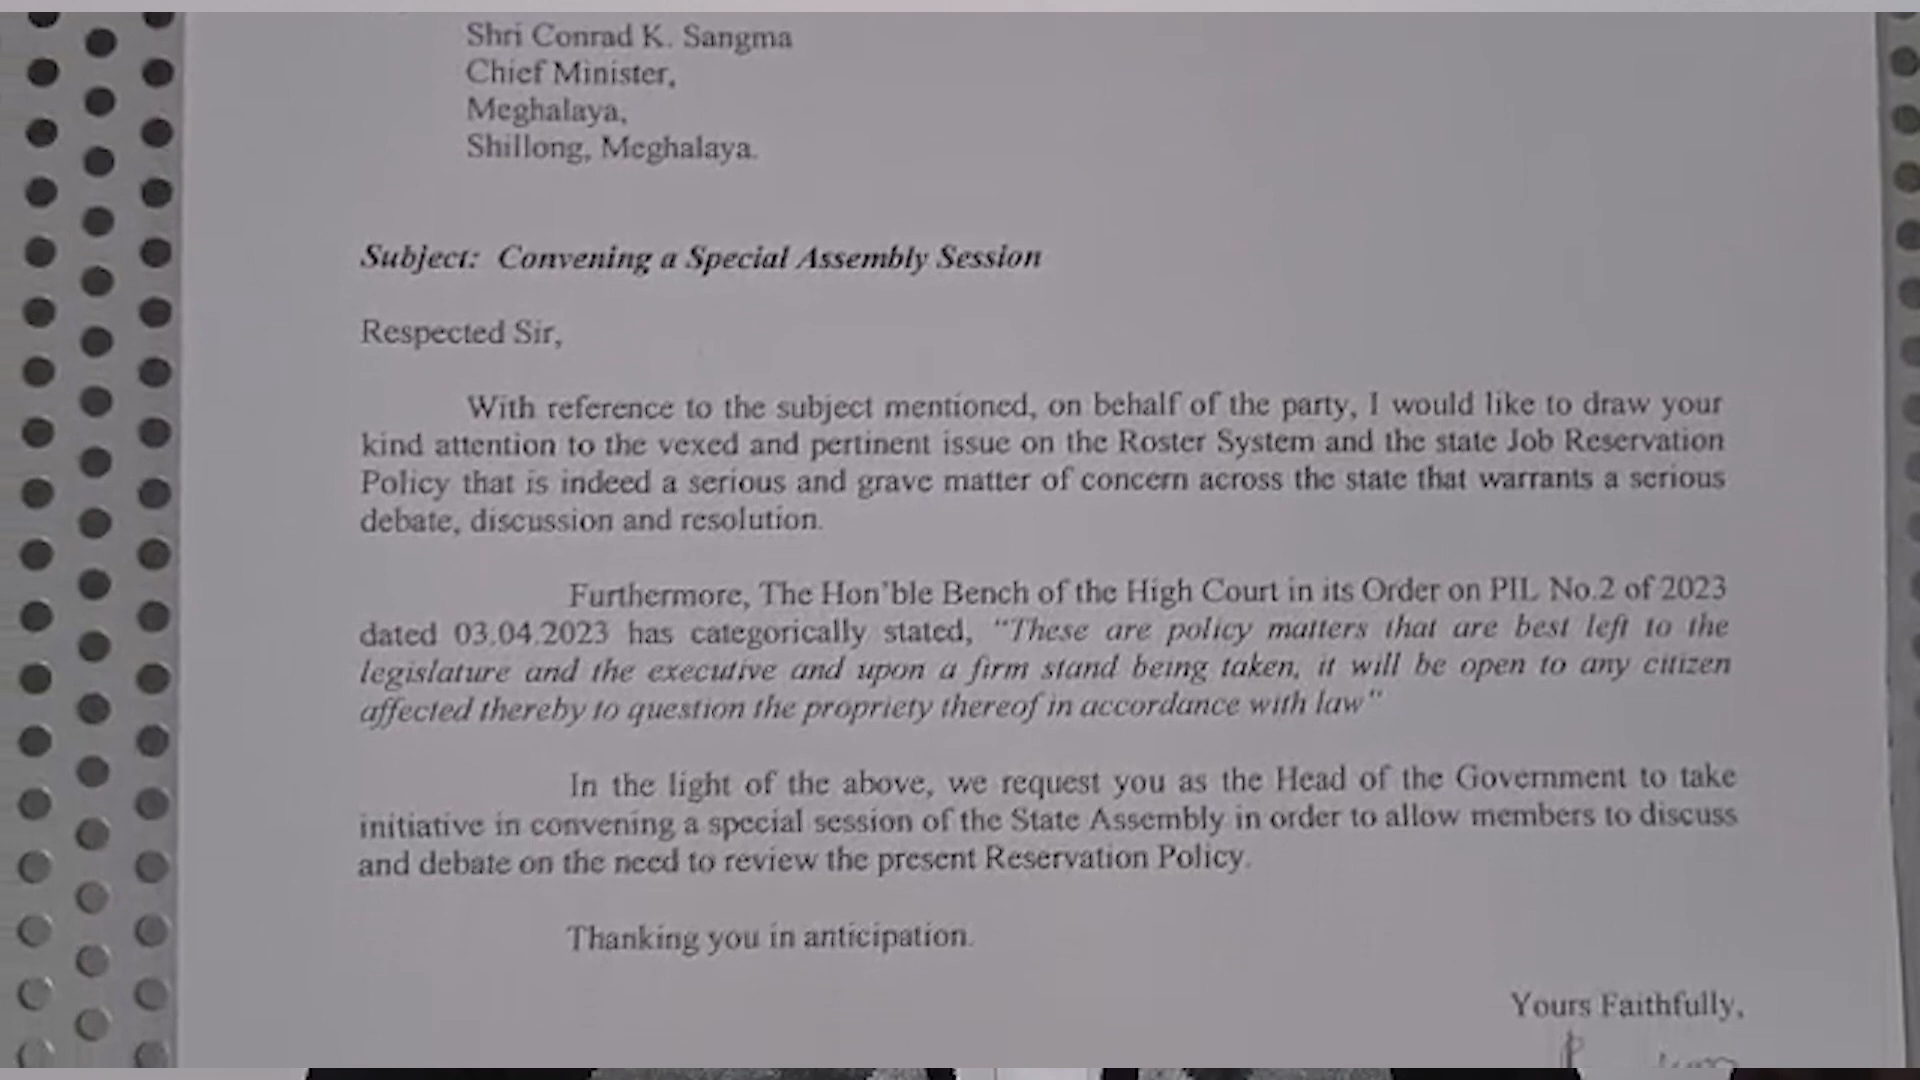 Shri Conrad K. Sangma
Chief Minister,
Meghalaya,
Shillong, Meghalaya.
Subject: Convening a Special Assembly Session
Respected Sir,
With reference to the subject mentioned, on behalf of the party, I would like to draw your
kind attention to the vexed and pertinent issue on the Roster System and the state Job Reservation
Policy that is indeed a serious and grave matter of concern across the state that warrants a serious
debate, discussion and resolution.
Furthermore, The Hon'ble Bench of the High Court in its Order on PIL No.2 of 2023
dated 03.04.2023 has categorically stated, "These are policy matters that are best left to the
legislature and the executive and upon a firm stand being taken, it will be open to any citizen
affected thereby to question the propriety thereof in accordance with law"
In the light of the above, we request you as the Head of the Government to take
initiative in convening a special session of the State Assembly in order to allow members to discuss
and debate on the need to review the present Reservation Policy.
Thanking you in anticipation.
Yours Faithfully,